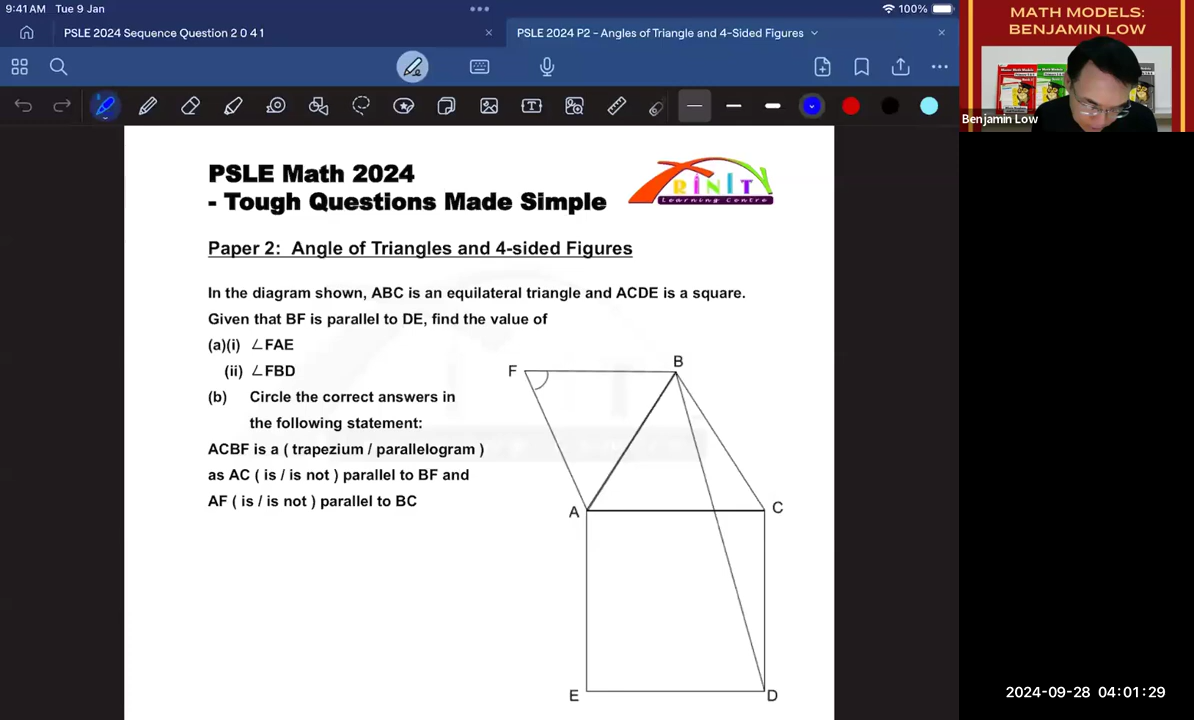 9:41 AM Tue 9 Jan
100%
PSLE 2024 Sequence Question 2 0 4 1
PSLE 2024 P2 - Angles of Triangle and 4-Sided Figures
MATH MODELS:
BENJAMIN LOW
Benjamin Low
PSLE Math 2024
- Tough Questions Made Simple
TRINITY
Learning Centre
Paper 2: Angle of Triangles and 4-sided Figures
In the diagram shown, ABC is an equilateral triangle and ACDE is a square.
Given that BF is parallel to DE, find the value of
(a)(i) ∠FAE
(ii) ∠FBD
(b) Circle the correct answers in
the following statement:
ACBF is a ( trapezium / parallelogram )
as AC ( is / is not ) parallel to BF and
AF ( is / is not ) parallel to BC
F
B
A
C
E
D
2024-09-28 04:01:29